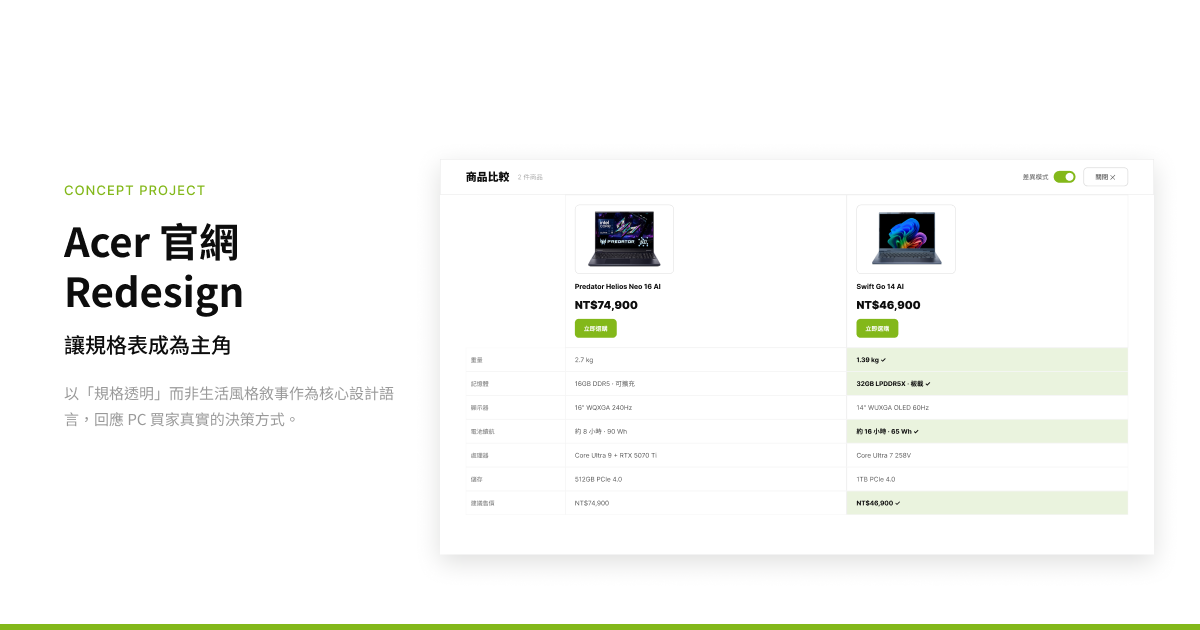 CONCEPT PROJECT
Acer 官網
Redesign
讓規格表成為主角
以「規格透明」而非生活風格敘事作為核心設計語
言，回應 PC 買家真實的決策方式。
商品比較 2 件商品
差異模式 關閉 ✕
intel CORE
PREDATOR
Predator Helios Neo 16 AI
NT$74,900
立即選購
Swift Go 14 AI
NT$46,900
立即選購
重量 2.7 kg 1.39 kg ✓
記憶體 16GB DDR5 · 可擴充 32GB LPDDR5X · 板載 ✓
顯示器 16" WQXGA 240Hz 14" WUXGA OLED 60Hz
電池續航 約 8 小時 · 90 Wh 約 16 小時 · 65 Wh ✓
處理器 Core Ultra 9 + RTX 5070 Ti Core Ultra 7 258V
儲存 512GB PCIe 4.0 1TB PCIe 4.0
建議售價 NT$74,900 NT$46,900 ✓